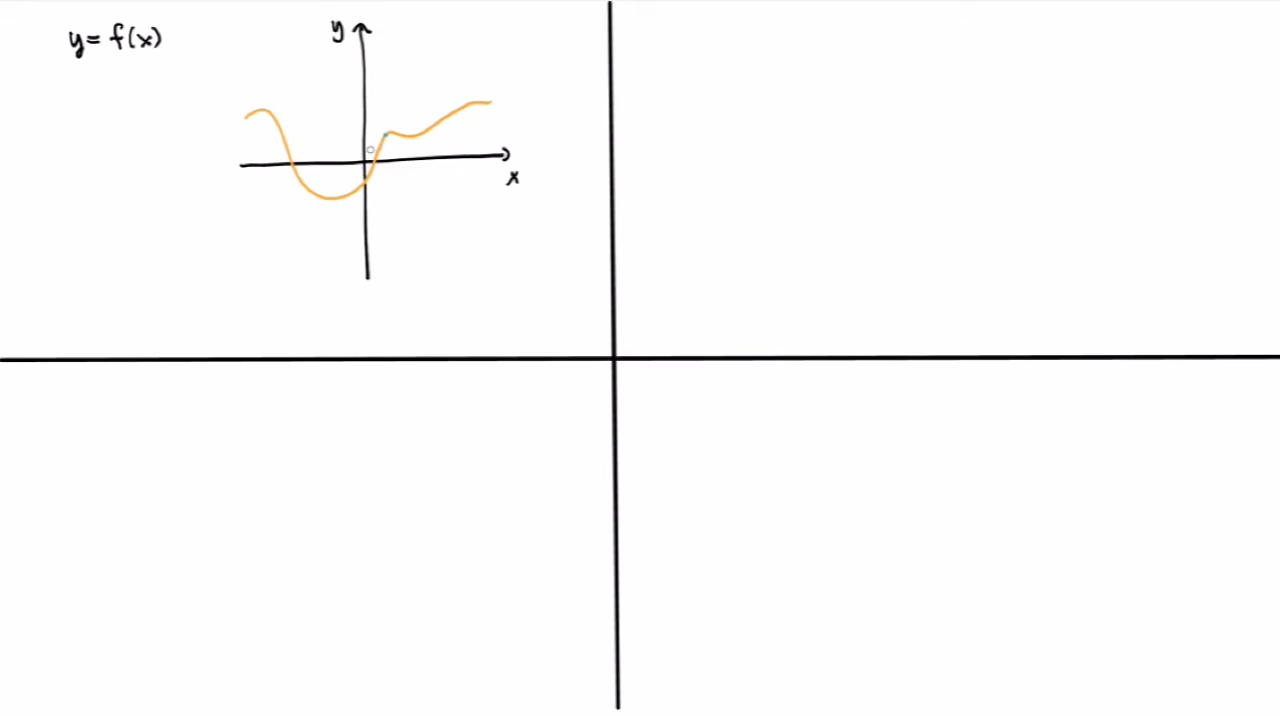 y = f(x)
y
x